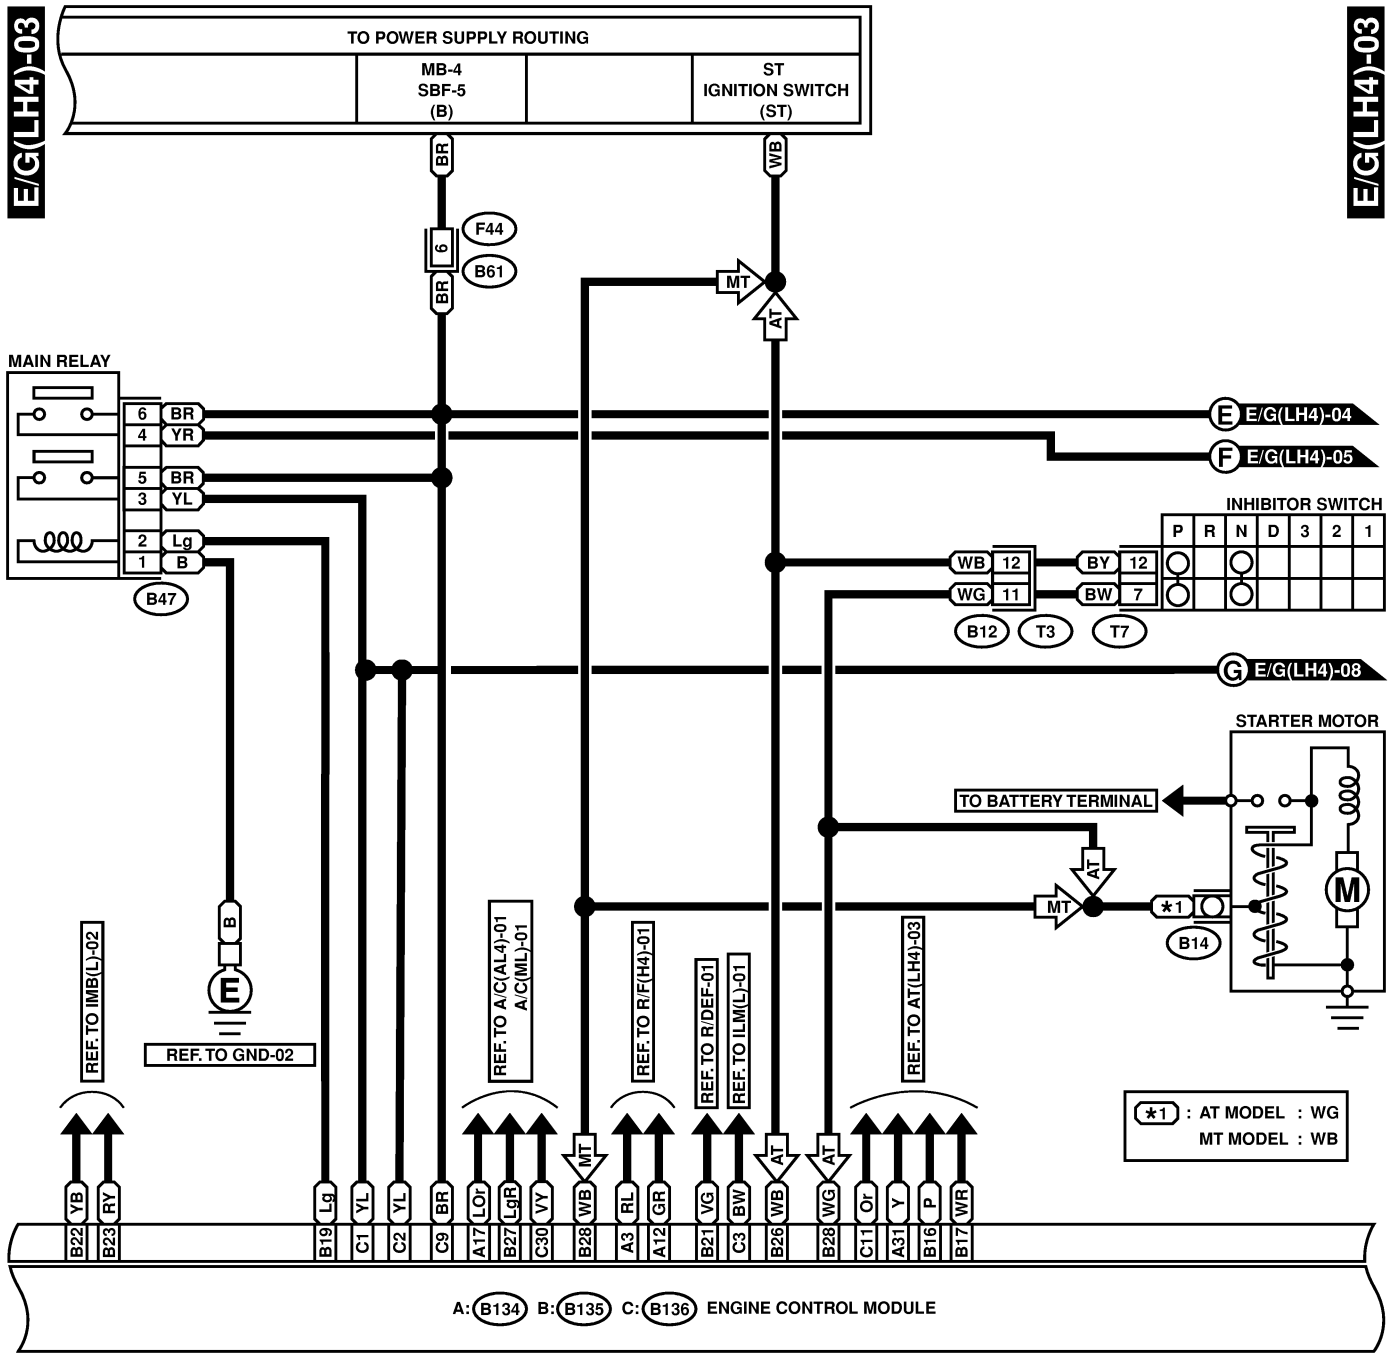 E/G(LH4)-03
E/G(LH4)-03
TO POWER SUPPLY ROUTING
MB-4
SBF-5
(B)
ST
IGNITION SWITCH
(ST)
BR
WB
F44
6
B61
BR
MT
AT
MAIN RELAY
6 BR
4 YR
5 BR
3 YL
2 Lg
1 B
B47
E E/G(LH4)-04
F E/G(LH4)-05
INHIBITOR SWITCH
P R N D 3 2 1
WB 12 BY 12
WG 11 BW 7
B12 T3 T7
G E/G(LH4)-08
STARTER MOTOR
TO BATTERY TERMINAL
AT
MT
*1
B14
M
B
E
REF. TO GND-02
REF. TO IMB(L)-02
REF. TO A/C(AL4)-01
A/C(ML)-01
REF. TO R/F(H4)-01
REF. TO R/DEF-01
REF. TO ILM(L)-01
REF. TO AT(LH4)-03
*1 : AT MODEL : WG
MT MODEL : WB
MT AT AT
YB RY Lg YL YL BR LOr LgR VY WB RL GR VG BW WB WG Or Y P WR
B22 B23 B19 C1 C2 C9 A17 B27 C30 B28 A3 A12 B21 C3 B26 B28 C11 A31 B16 B17
A: B134 B: B135 C: B136 ENGINE CONTROL MODULE